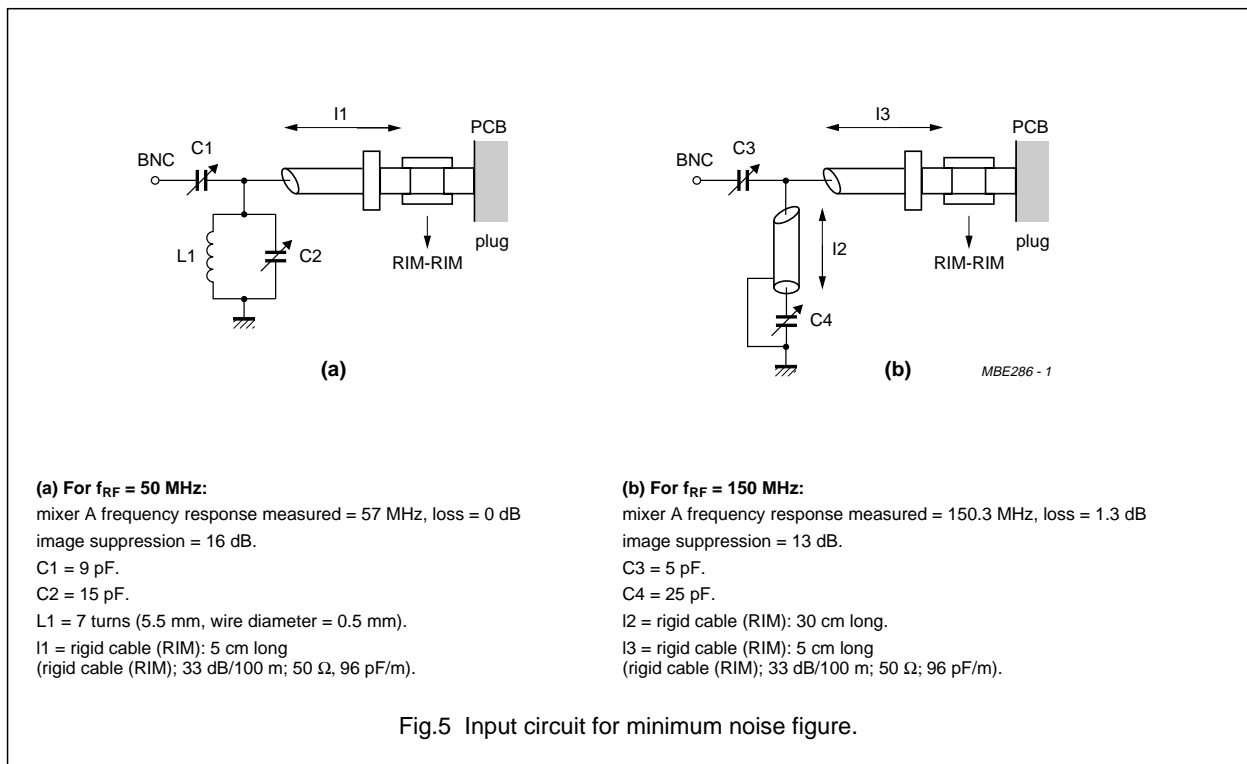 l1
PCB
C1
BNC
L1
C2
plug
RIM-RIM
(a)
l3
PCB
C3
BNC
l2
plug
RIM-RIM
C4
(b)
MBE286 - 1
(a) For fRF = 50 MHz:
mixer A frequency response measured = 57 MHz, loss = 0 dB
image suppression = 16 dB.
C1 = 9 pF.
C2 = 15 pF.
L1 = 7 turns (5.5 mm, wire diameter = 0.5 mm).
l1 = rigid cable (RIM): 5 cm long
(rigid cable (RIM); 33 dB/100 m; 50 Ω, 96 pF/m).
(b) For fRF = 150 MHz:
mixer A frequency response measured = 150.3 MHz, loss = 1.3 dB
image suppression = 13 dB.
C3 = 5 pF.
C4 = 25 pF.
l2 = rigid cable (RIM): 30 cm long.
l3 = rigid cable (RIM): 5 cm long
(rigid cable (RIM); 33 dB/100 m; 50 Ω; 96 pF/m).
Fig.5 Input circuit for minimum noise figure.